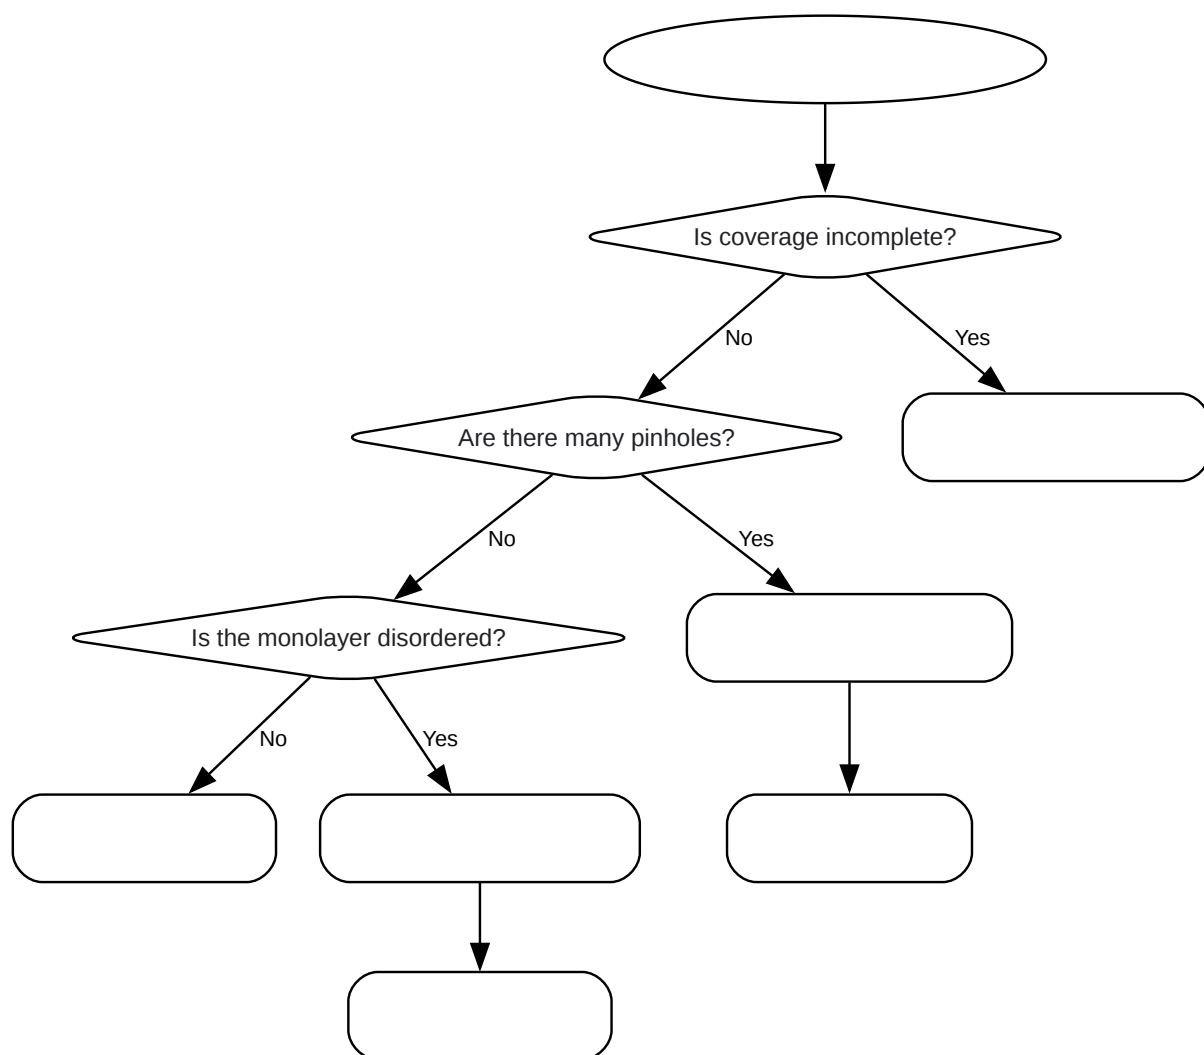 Is coverage incomplete?
No
Yes
Are there many pinholes?
No
Yes
Is the monolayer disordered?
No
Yes